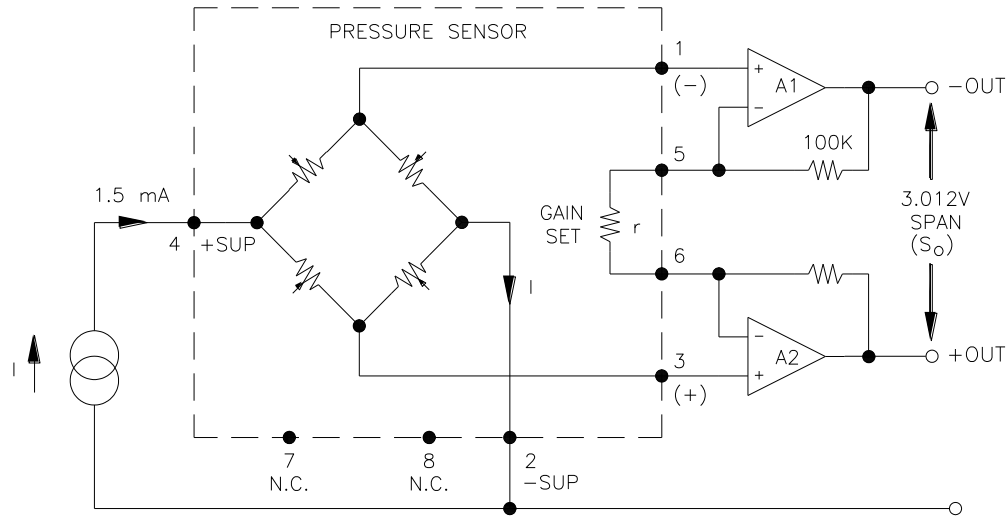 PRESSURE SENSOR
1
(-)
+
A1
-
-OUT
100K
5
1.5 mA
4
+SUP
GAIN
SET
r
3.012V
SPAN
(So)
6
I
I
-
A2
+
+OUT
3
(+)
7
N.C.
8
N.C.
2
-SUP